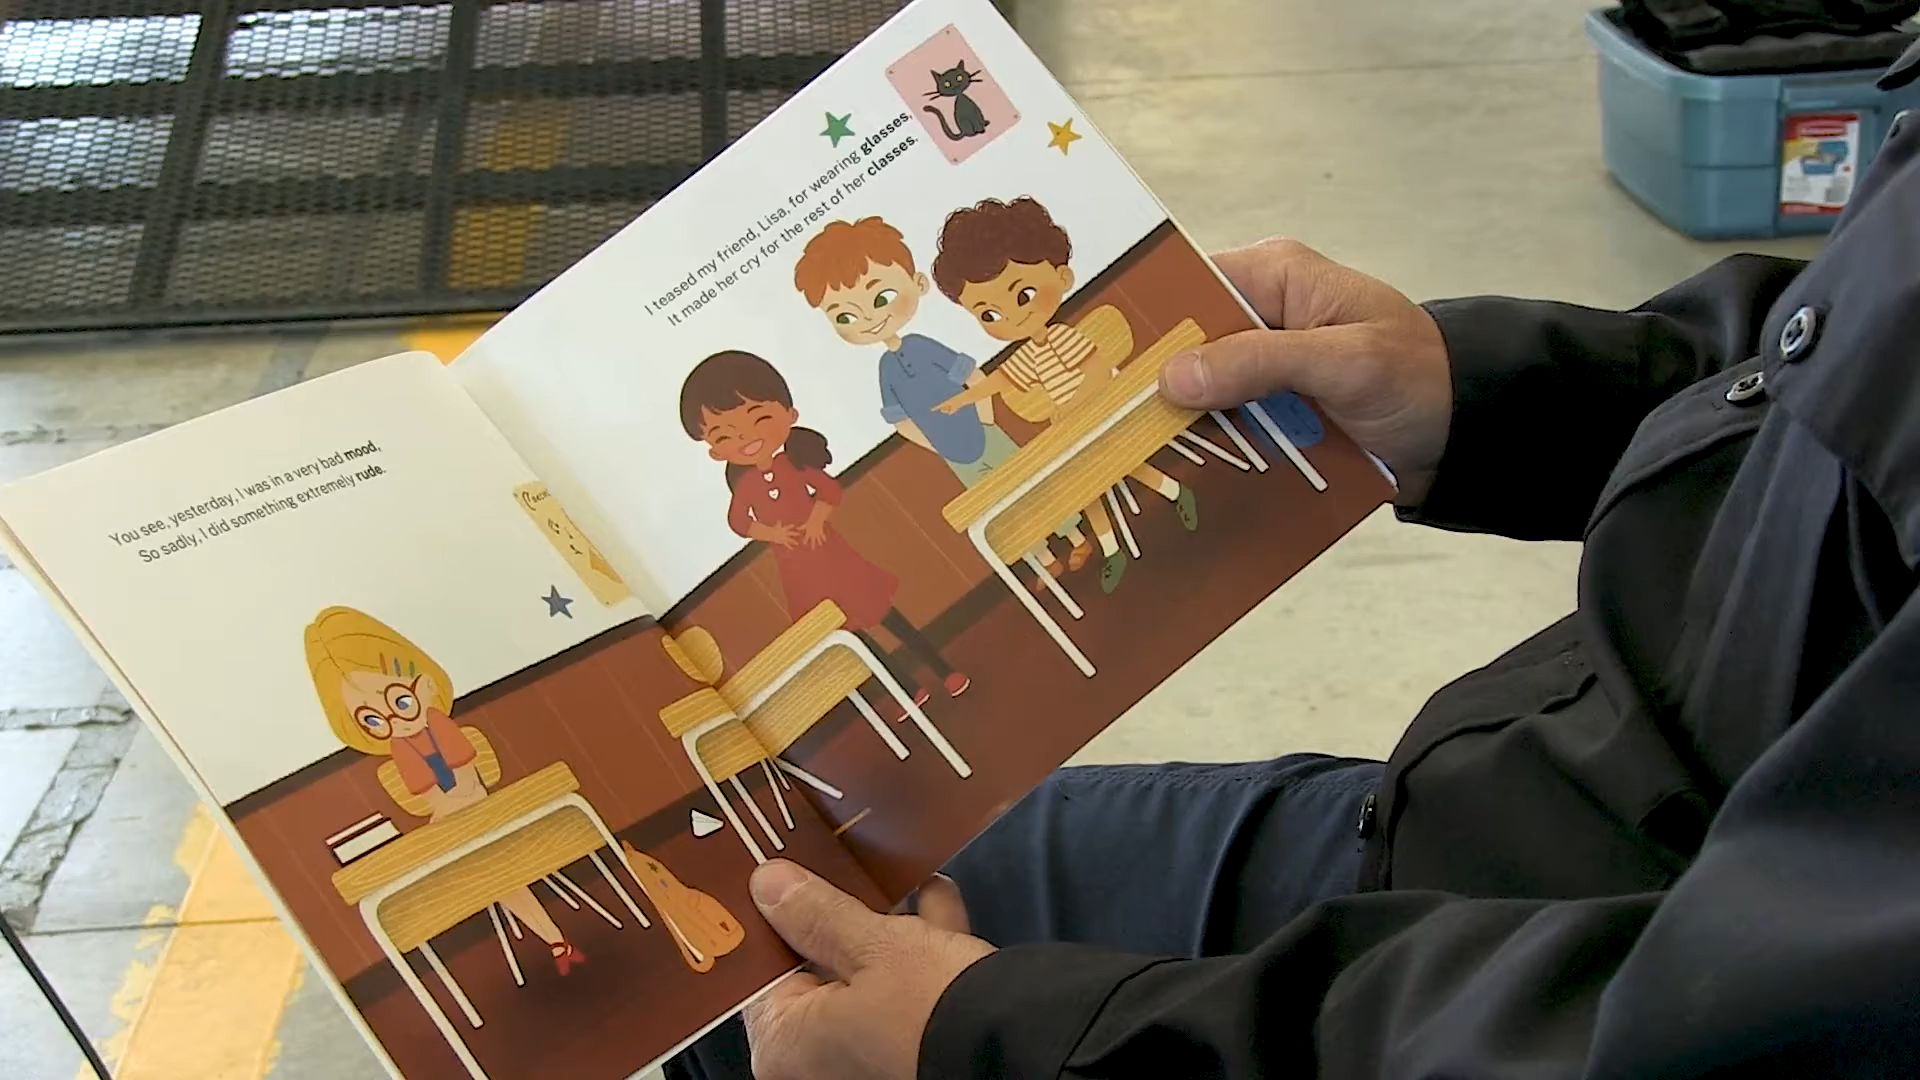 You see, yesterday, I was in a very bad mood,
So sadly, I did something extremely rude.
I teased my friend, Lisa, for wearing glasses,
It made her cry for the rest of her classes.